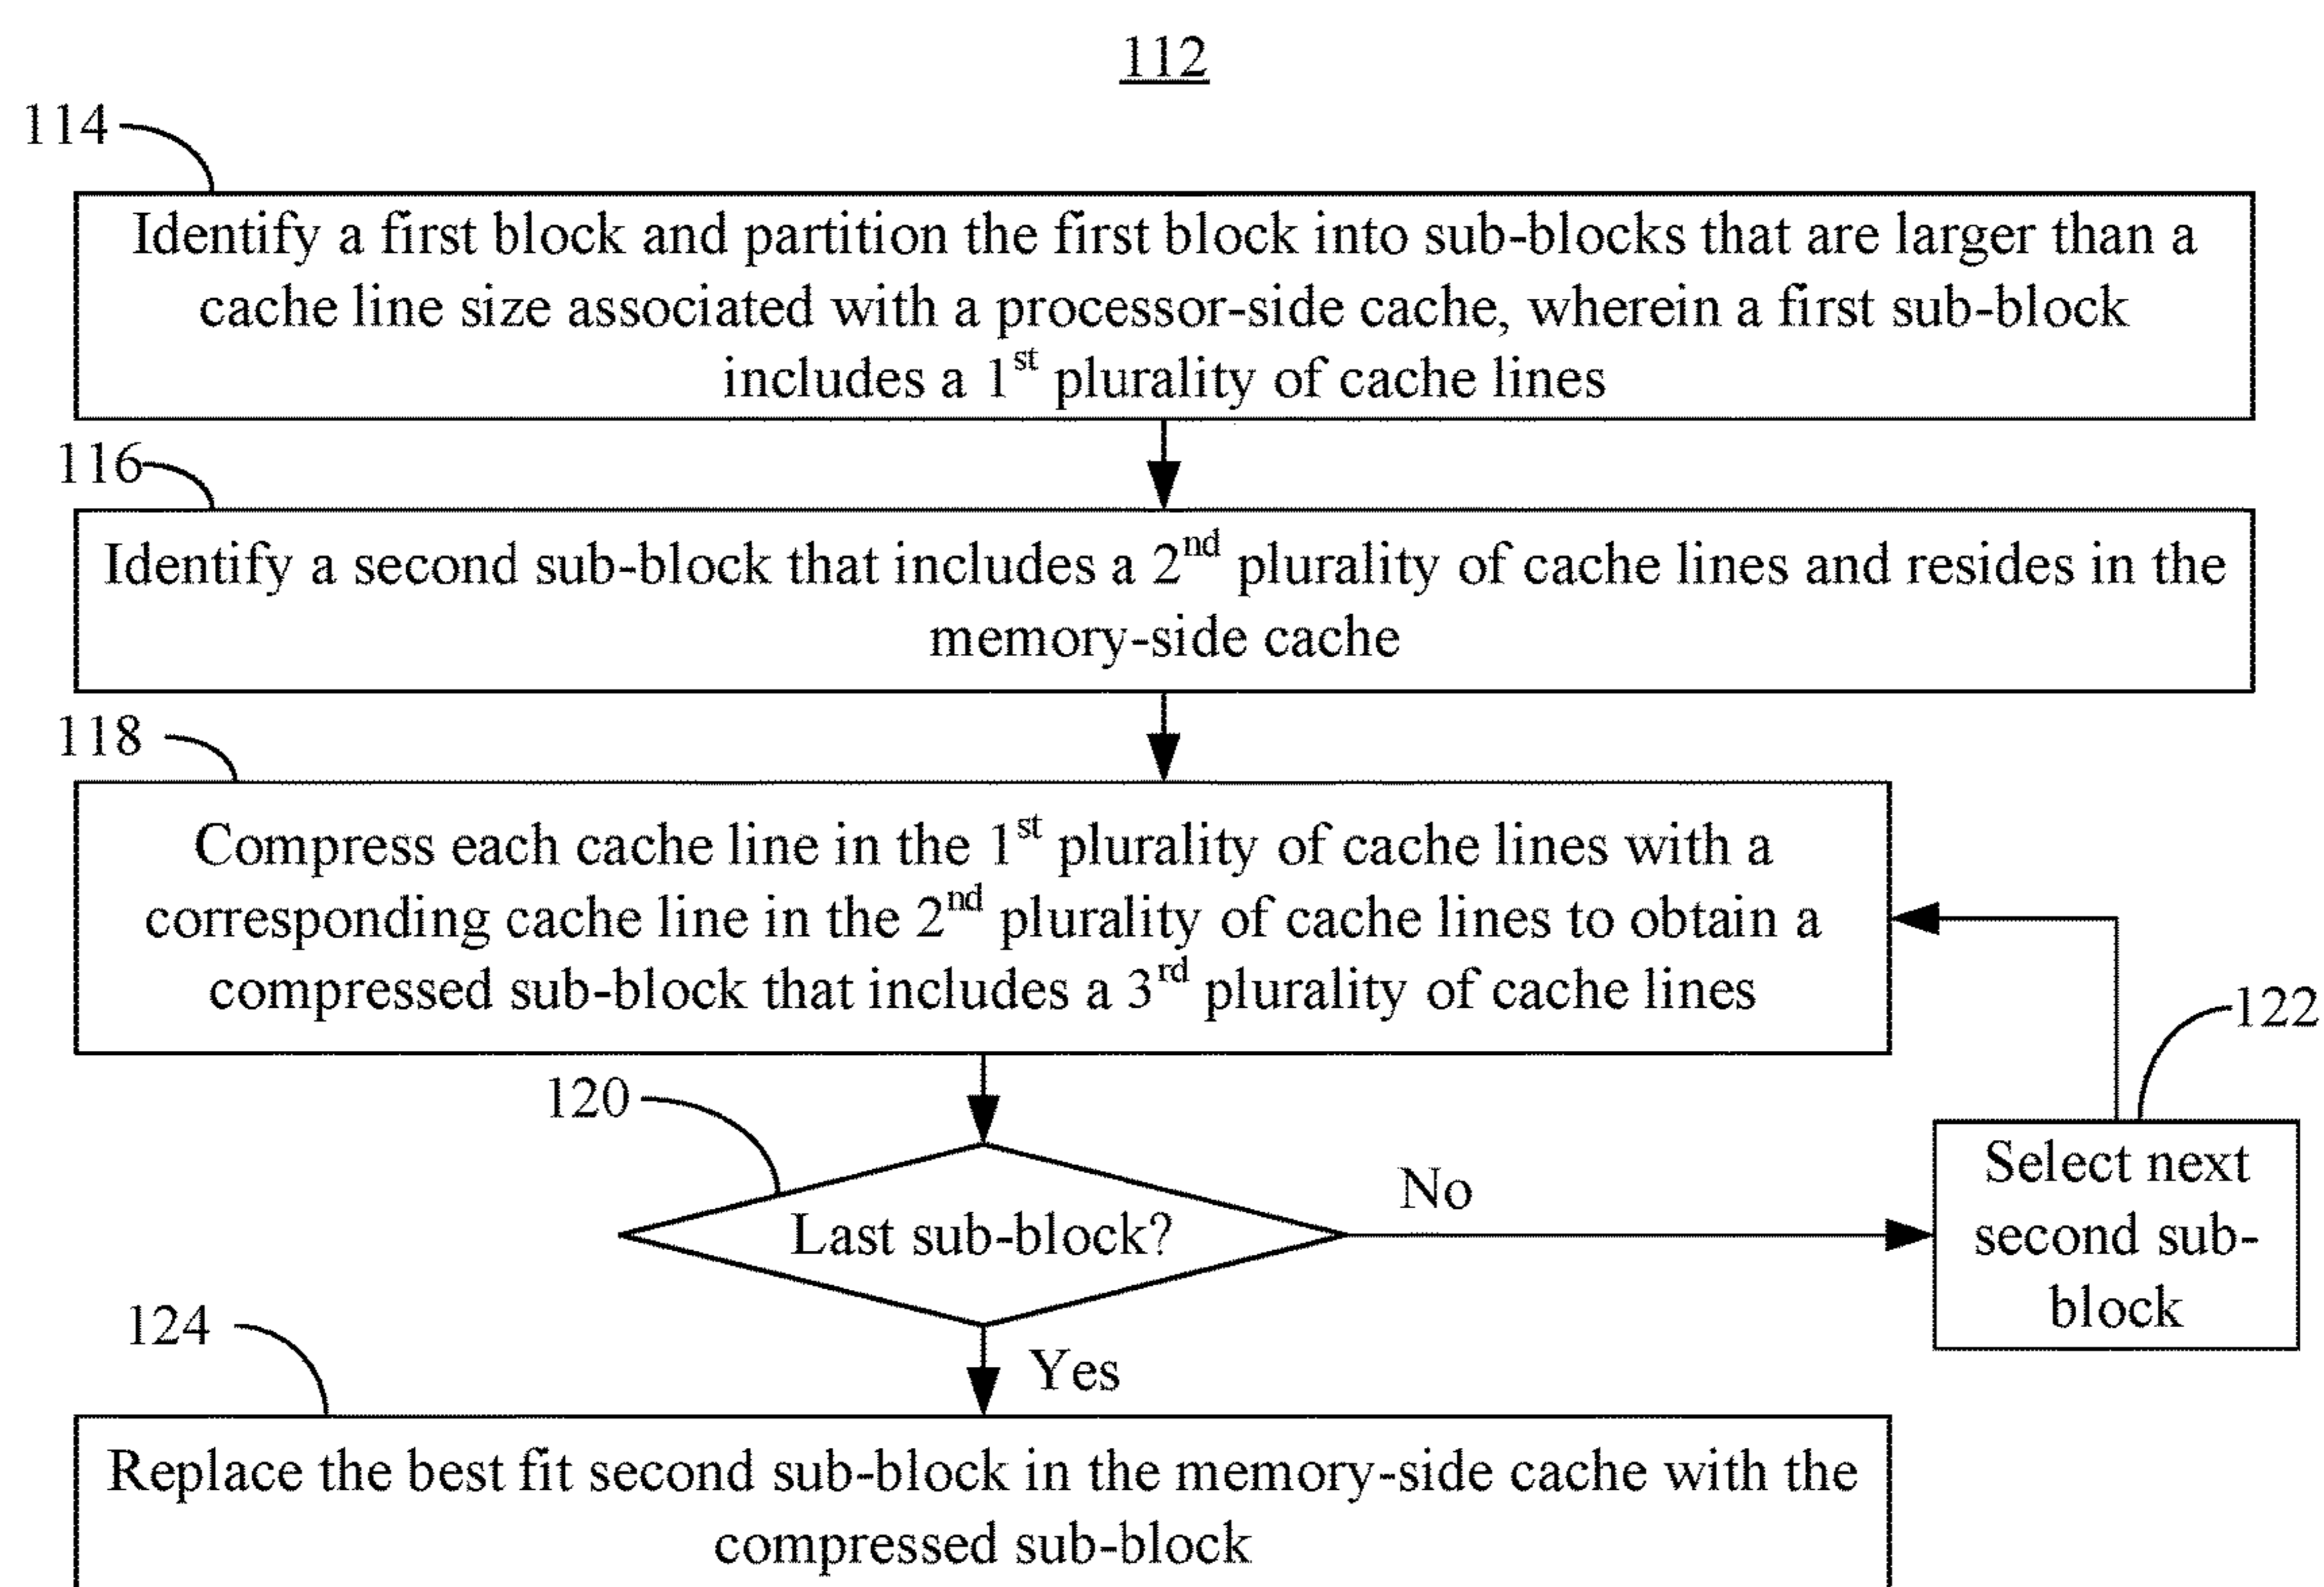 112
114
Identify a first block and partition the first block into sub-blocks that are larger than a
cache line size associated with a processor-side cache, wherein a first sub-block
includes a 1st plurality of cache lines
116
Identify a second sub-block that includes a 2nd plurality of cache lines and resides in the
memory-side cache
118
Compress each cache line in the 1st plurality of cache lines with a
corresponding cache line in the 2nd plurality of cache lines to obtain a
compressed sub-block that includes a 3rd plurality of cache lines
122
120
Last sub-block?
No
Select next
second sub-
block
124
Yes
Replace the best fit second sub-block in the memory-side cache with the
compressed sub-block